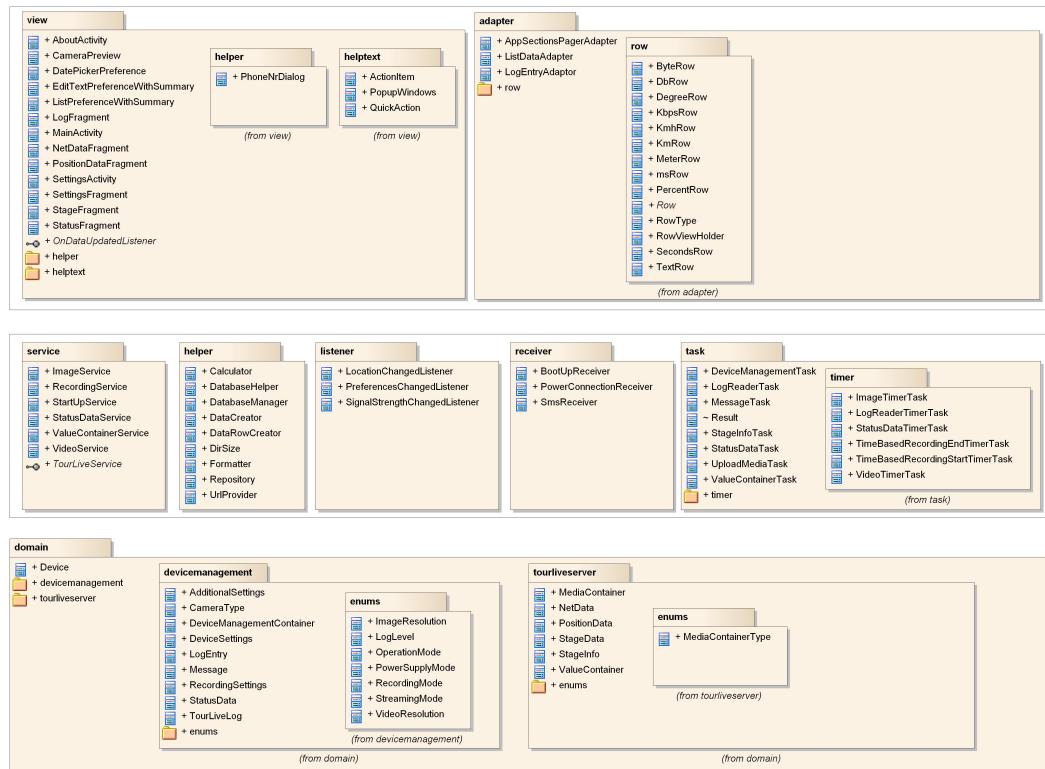 view
+ AboutActivity
+ CameraPreview
+ DatePickerPreference
+ EditTextPreferenceWithSummary
+ ListPreferenceWithSummary
+ LogFragment
+ MainActivity
+ NetDataFragment
+ PositionDataFragment
+ SettingsActivity
+ SettingsFragment
+ StageFragment
+ StatusFragment
+ OnDataUpdatedListener
+ helper
+ helptext
helper
+ PhoneNrDialog
(from view)
helptext
+ ActionItem
+ PopupWindows
+ QuickAction
(from view)
adapter
+ AppSectionsPagerAdapter
+ ListDataAdapter
+ LogEntryAdaptor
+ row
row
+ ByteRow
+ DbRow
+ DegreeRow
+ KbpsRow
+ KmhRow
+ KmRow
+ MeterRow
+ msRow
+ PercentRow
+ Row
+ RowType
+ RowViewHolder
+ SecondsRow
+ TextRow
(from adapter)
service
+ ImageService
+ RecordingService
+ StartUpService
+ StatusDataService
+ ValueContainerService
+ VideoService
+ TourLiveService
helper
+ Calculator
+ DatabaseHelper
+ DatabaseManager
+ DataCreator
+ DataRowCreator
+ DirSize
+ Formatter
+ Repository
+ UrlProvider
listener
+ LocationChangedListener
+ PreferencesChangedListener
+ SignalStrengthChangedListener
receiver
+ BootUpReceiver
+ PowerConnectionReceiver
+ SmsReceiver
task
+ DeviceManagementTask
+ LogReaderTask
+ MessageTask
~ Result
+ StageInfoTask
+ StatusDataTask
+ UploadMediaTask
+ ValueContainerTask
+ timer
timer
+ ImageTimerTask
+ LogReaderTimerTask
+ StatusDataTimerTask
+ TimeBasedRecordingEndTimerTask
+ TimeBasedRecordingStartTimerTask
+ VideoTimerTask
(from task)
domain
+ Device
+ devicemanagement
+ tourliveserver
devicemanagement
+ AdditionalSettings
+ CameraType
+ DeviceManagementContainer
+ DeviceSettings
+ LogEntry
+ Message
+ RecordingSettings
+ StatusData
+ TourLiveLog
+ enums
enums
+ ImageResolution
+ LogLevel
+ OperationMode
+ PowerSupplyMode
+ RecordingMode
+ StreamingMode
+ VideoResolution
(from devicemanagement)
(from domain)
tourliveserver
+ MediaContainer
+ NetData
+ PositionData
+ StageData
+ StageInfo
+ ValueContainer
+ enums
enums
+ MediaContainerType
(from tourliveserver)
(from domain)